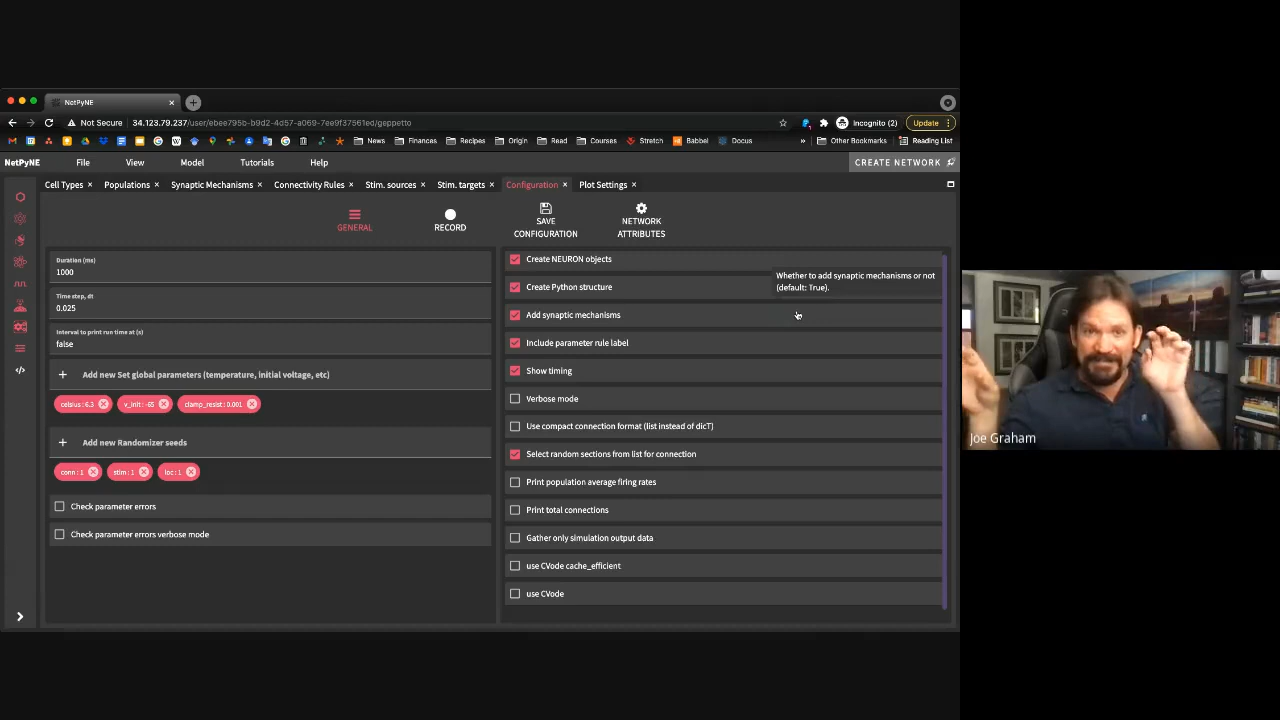 NetPyNE
Not Secure
34.123.79.237/user/ebee795b-b9d2-4d57-a069-7ee9f37561ed/geppetto
Incognito (2)
Update
News
Finances
Recipes
Origin
Read
Courses
Stretch
Babbel
Docus
»
Other Bookmarks
Reading List
NetPyNE
File
View
Model
Tutorials
Help
CREATE NETWORK
Cell Types
Populations
Synaptic Mechanisms
Connectivity Rules
Stim. sources
Stim. targets
Configuration
Plot Settings
GENERAL
RECORD
SAVE
CONFIGURATION
NETWORK
ATTRIBUTES
Duration (ms)
1000
Time step, dt
0.025
Interval to print run time at (s)
false
Add new Set global parameters (temperature, initial voltage, etc)
celsius : 6.3
v_init : -65
clamp_resist : 0.001
Add new Randomizer seeds
conn : 1
stim : 1
loc : 1
Check parameter errors
Check parameter errors verbose mode
Create NEURON objects
Whether to add synaptic mechanisms or not
(default: True).
Create Python structure
Add synaptic mechanisms
Include parameter rule label
Show timing
Verbose mode
Use compact connection format (list instead of dicT)
Select random sections from list for connection
Print population average firing rates
Print total connections
Gather only simulation output data
use CVode cache_efficient
use CVode
Joe Graham